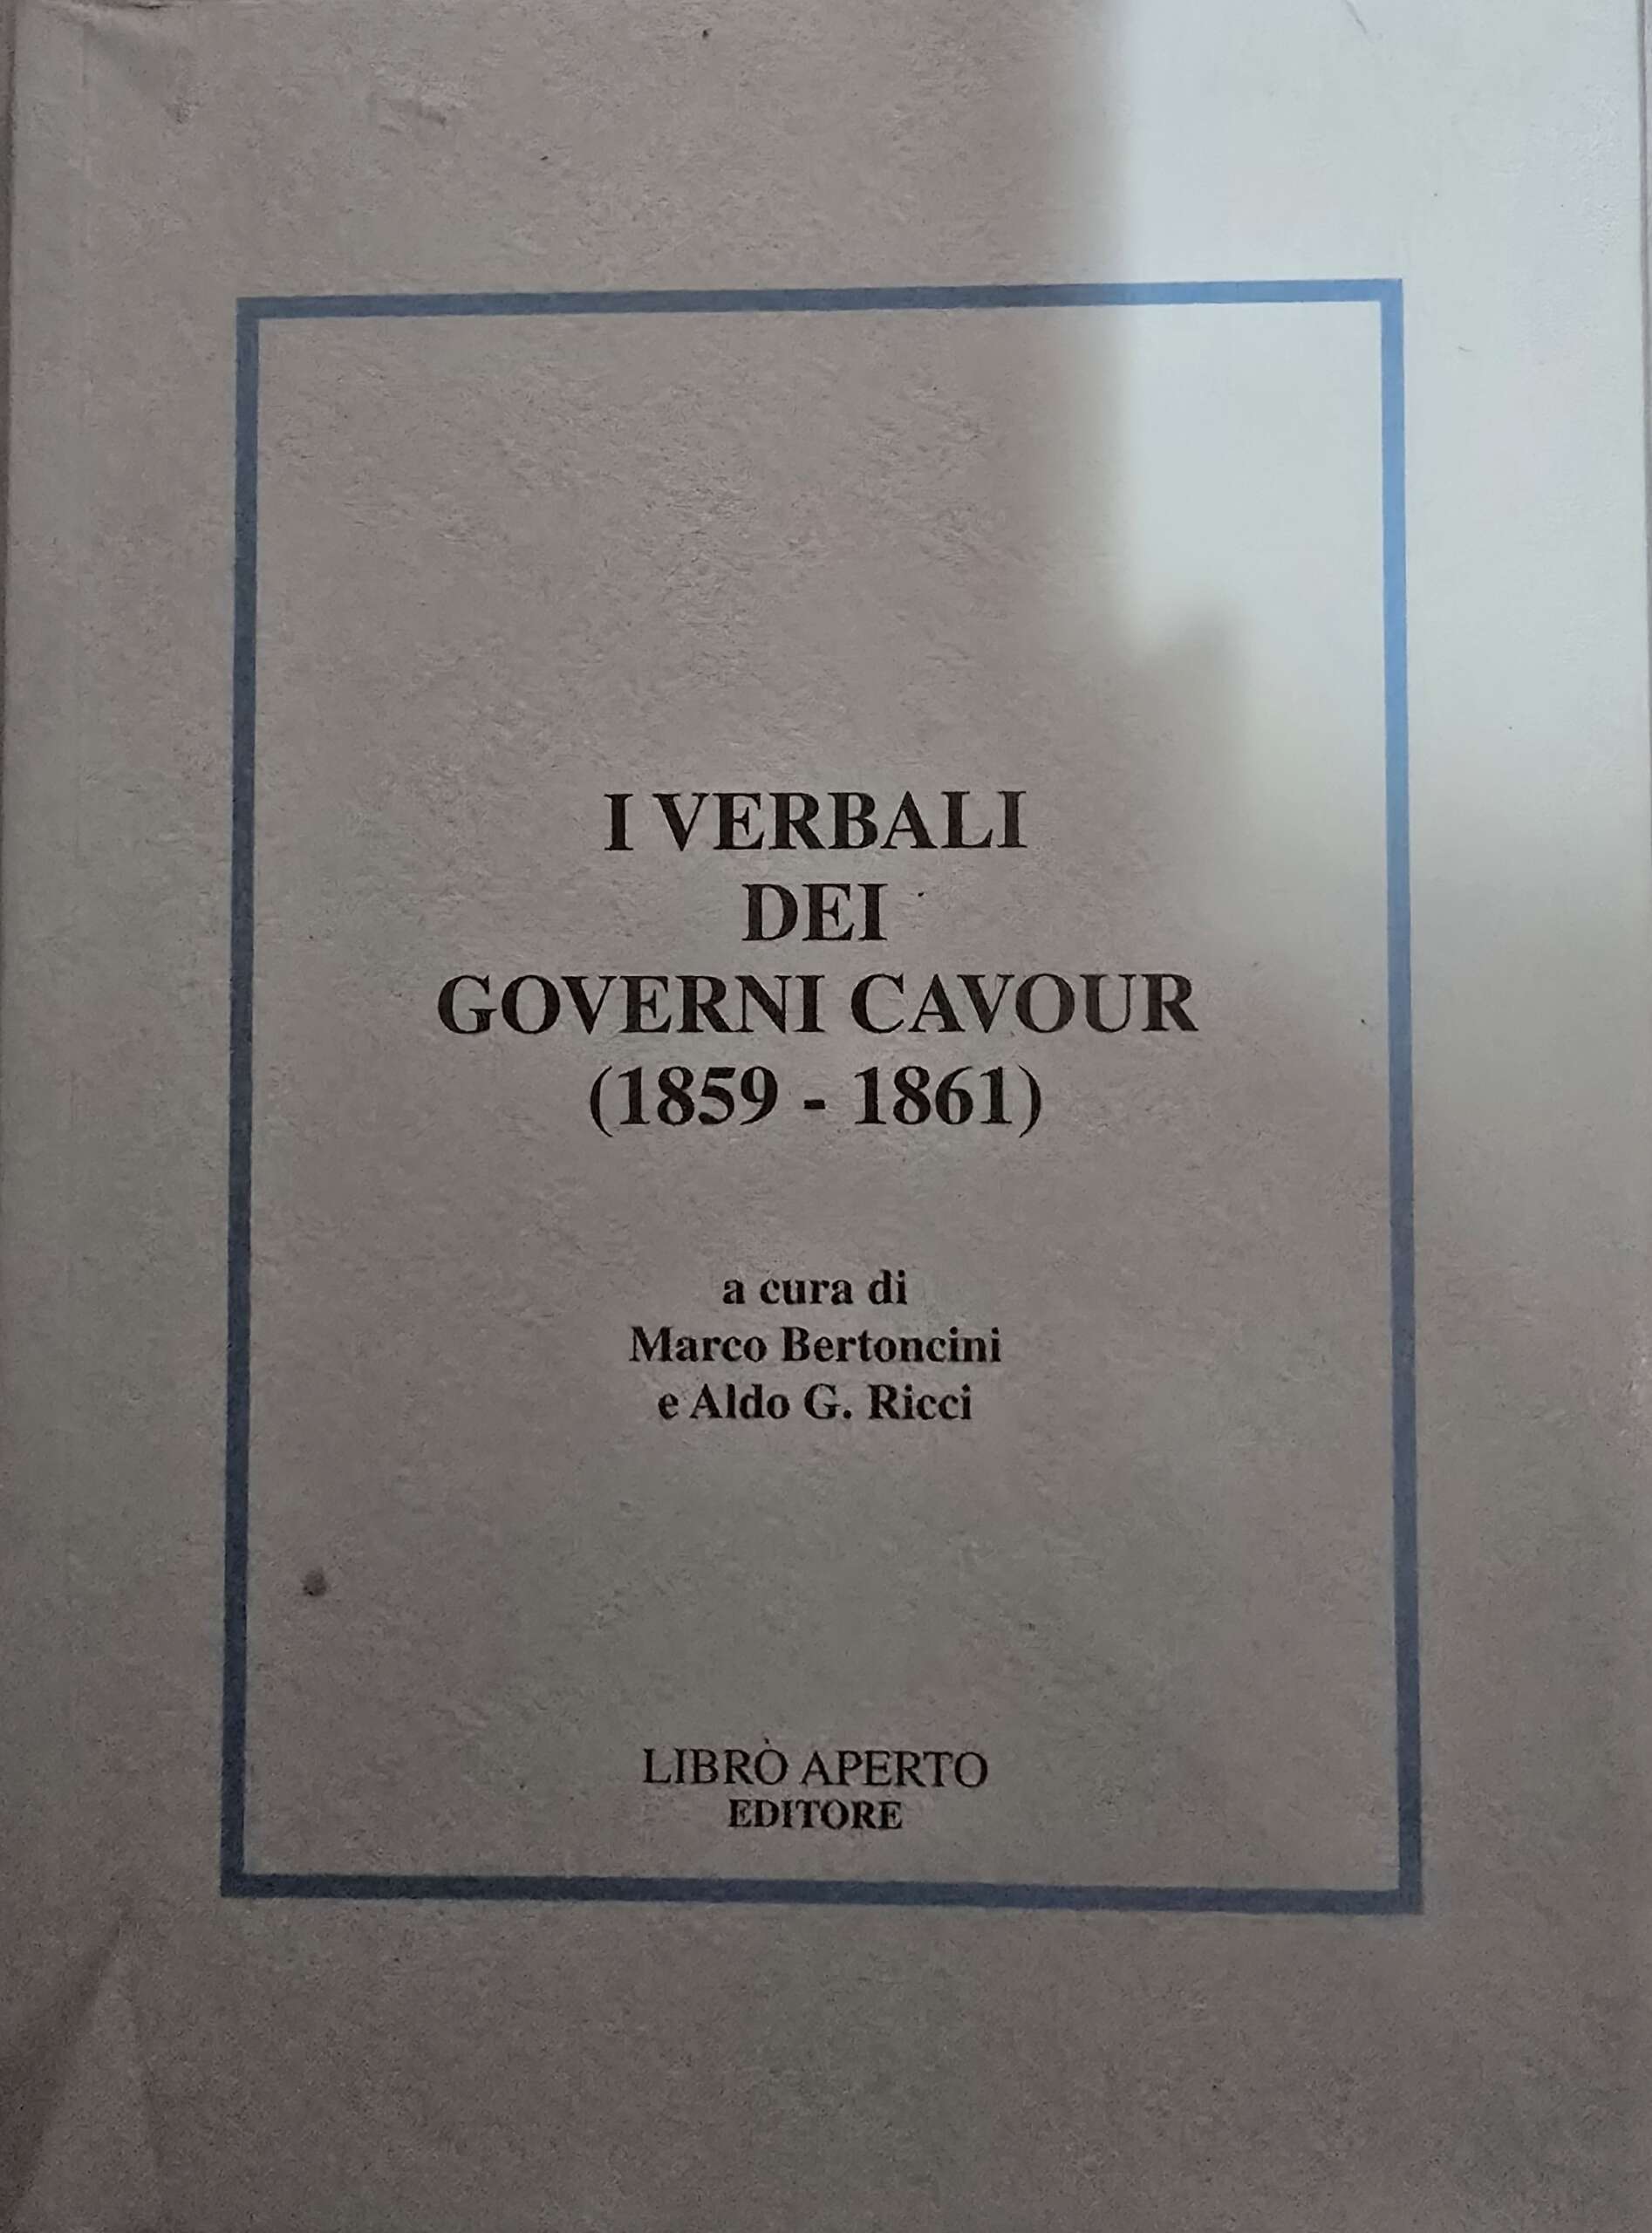 I VERBALI
DEI
GOVERNI CAVOUR
(1859 - 1861)
a cura di
Marco Bertoncini
e Aldo G. Ricci
LIBRO APERTO
EDITORE